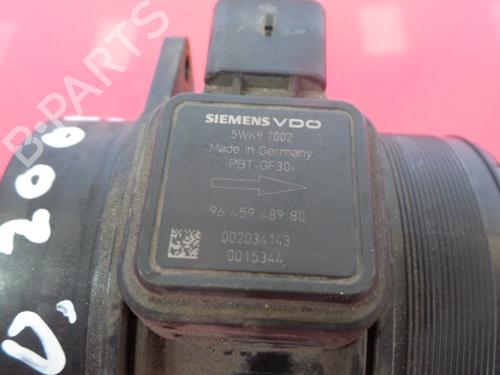 SIEMENS VDO
5WK9 7002
Made in Germany
>PBT-GF30<
96 459 489 80
002034143
0015344
B-PARTS